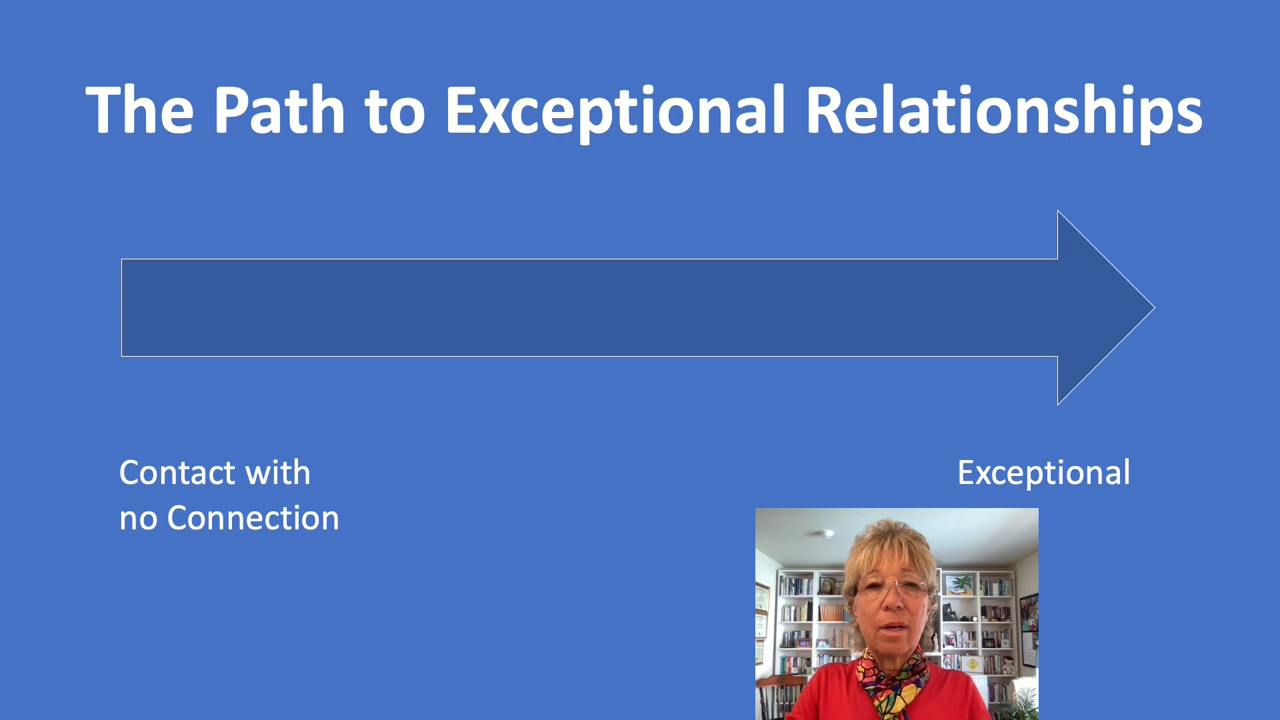 The Path to Exceptional Relationships
Contact with
no Connection
Exceptional